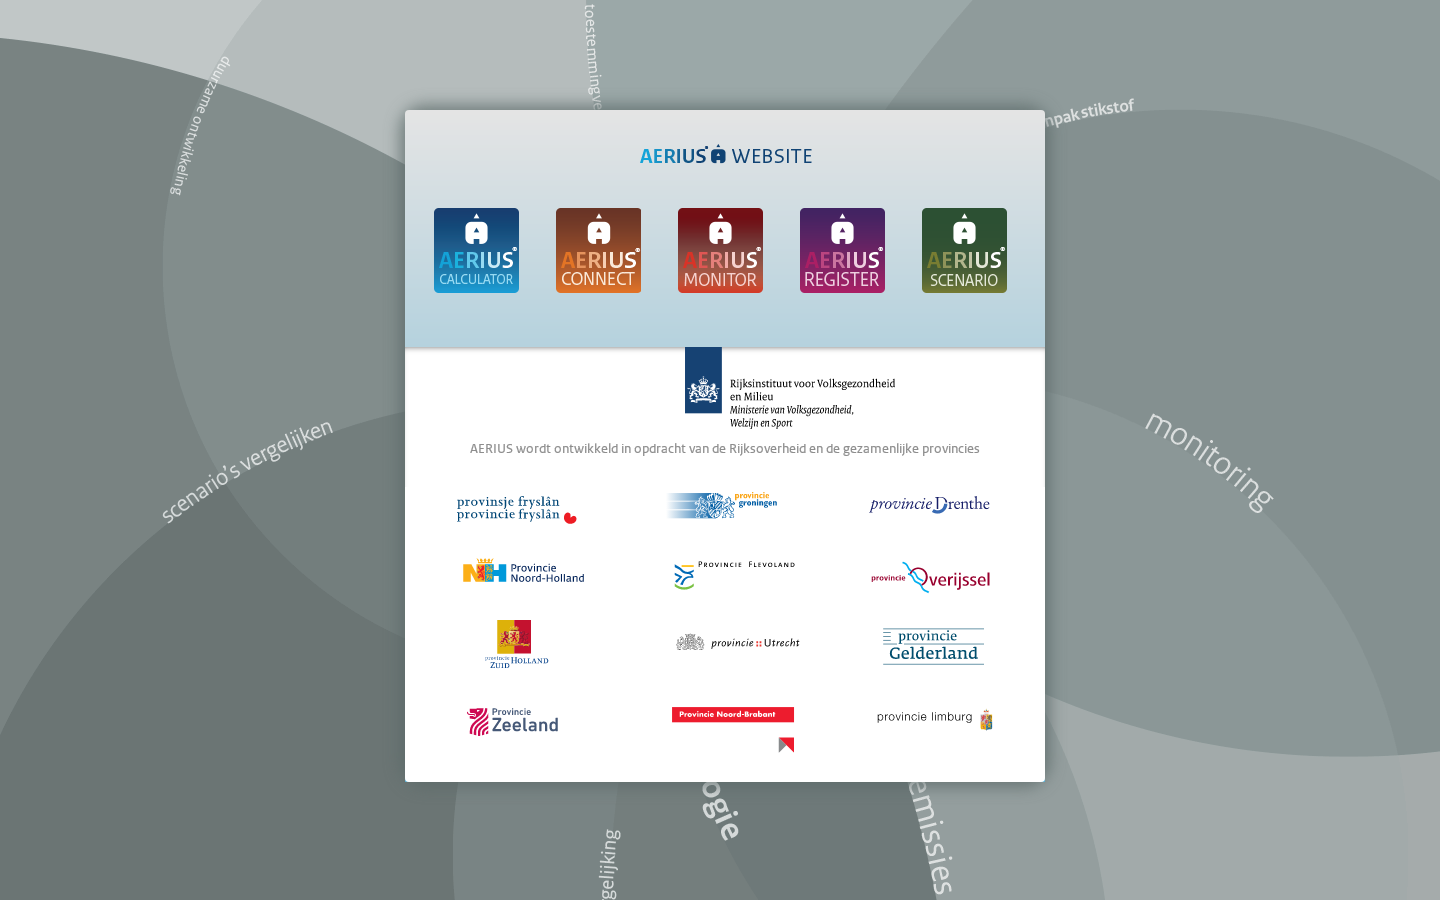 toestemmingve
duurzame ontwikkeling
npak stikstof
AERIUS WEBSITE
AERIUS
CALCULATOR
AERIUS
CONNECT
AERIUS
MONITOR
AERIUS
REGISTER
AERIUS
SCENARIO
Rijksinstituut voor Volksgezondheid
en Milieu
Ministerie van Volksgezondheid,
Welzijn en Sport
AERIUS wordt ontwikkeld in opdracht van de Rijksoverheid en de gezamenlijke provincies
scenario's vergelijken
monitoring
provinsje fryslân
provincie fryslân
provincie
groningen
provincie Drenthe
NH Provincie
Noord-Holland
PROVINCIE FLEVOLAND
provincie Overijssel
provincie
ZUID HOLLAND
provincie :: Utrecht
provincie
Gelderland
Provincie
Zeeland
Provincie Noord-Brabant
provincie limburg
ogie
emissies
gelijking